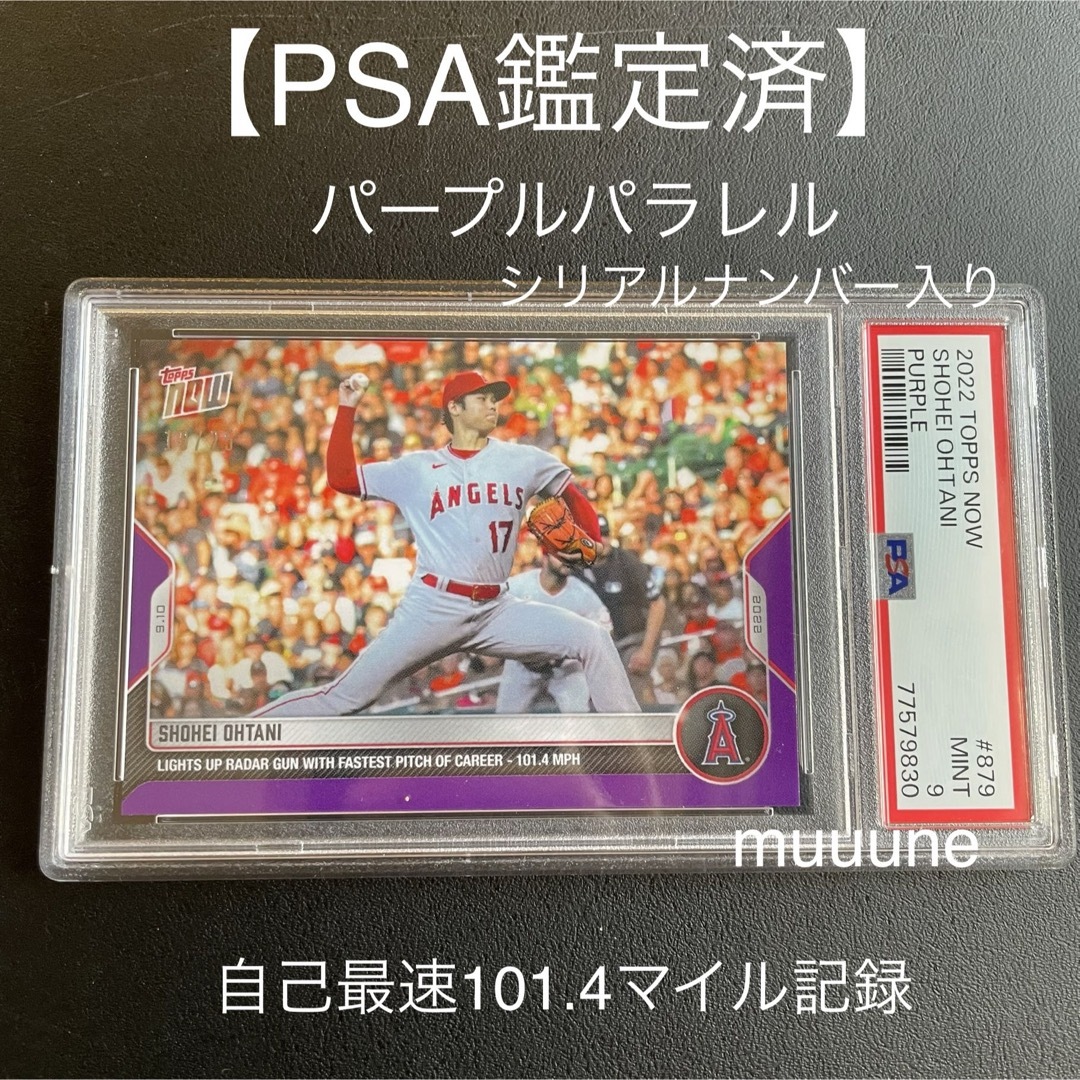 【PSA鑑定済】
パープルパラレル
シリアルナンバー入り
2022 TOPPS NOW
SHOHEI OHTANI
PURPLE
#879
MINT
9
77579830
PSA
TOPPS
NOW
ANGELS
17
9.10
2022
A
SHOHEI OHTANI
LIGHTS UP RADAR GUN WITH FASTEST PITCH OF CAREER - 101.4 MPH
muuune
自己最速101.4マイル記録